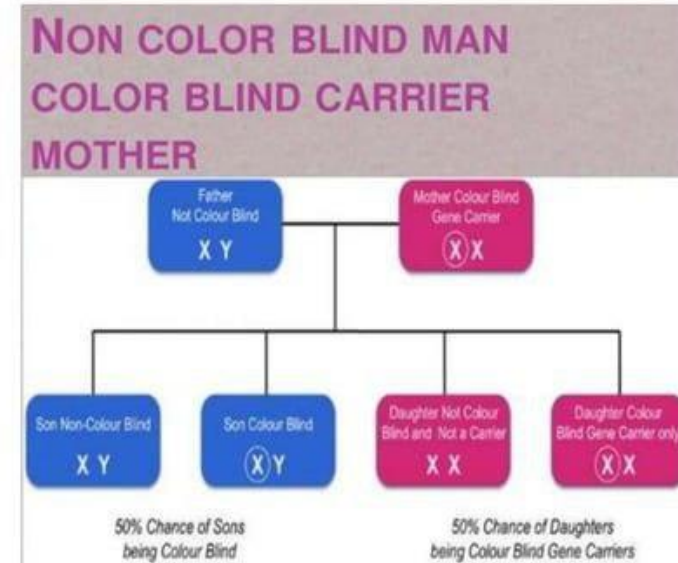 NON COLOR BLIND MAN
COLOR BLIND CARRIER
MOTHER
Father
Not Colour Blind
X Y
Mother Colour Blind
Gene Carrier
X X
Son Non-Colour Blind
X Y
Son Colour Blind
X Y
Daughter Not Colour
Blind and Not a Carrier
X X
Daughter Colour
Blind Gene Carrier only
X X
50% Chance of Sons
being Colour Blind
50% Chance of Daughters
being Colour Blind Gene Carriers